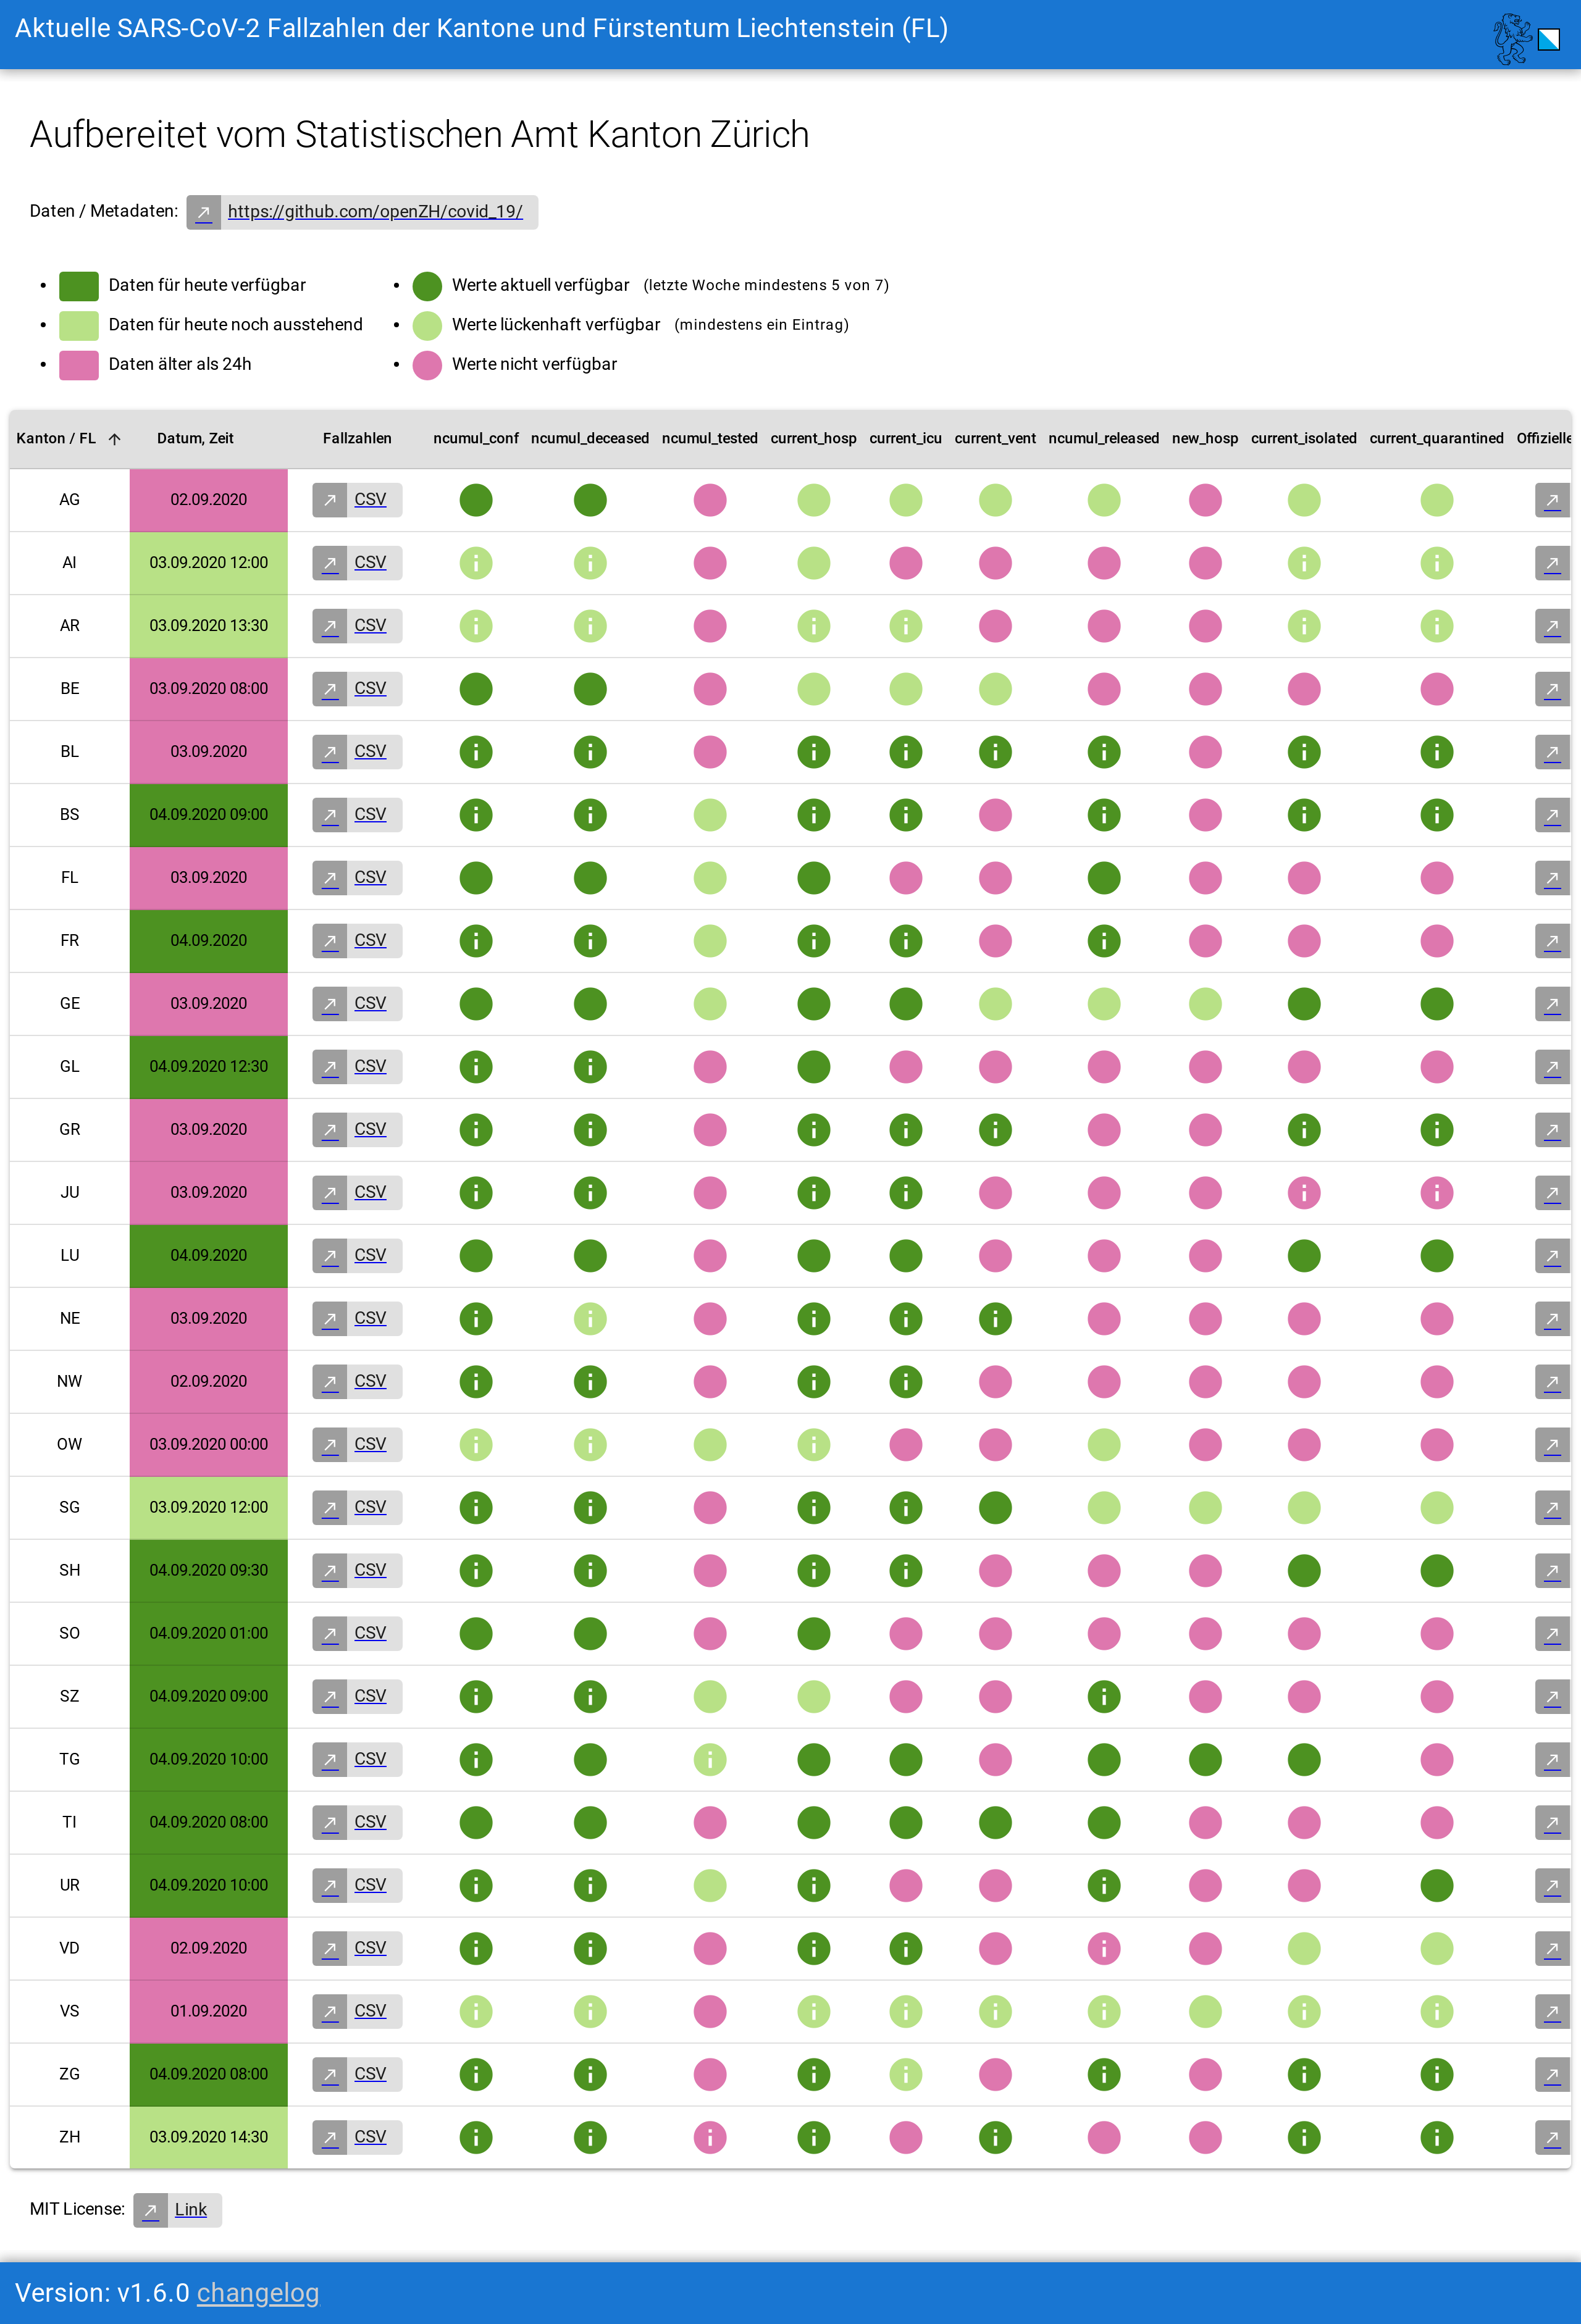 Aktuelle SARS-CoV-2 Fallzahlen der Kantone und Fürstentum Liechtenstein (FL)
Aufbereitet vom Statistischen Amt Kanton Zürich
Daten / Metadaten: https://github.com/openZH/covid_19/
Daten für heute verfügbar
Daten für heute noch ausstehend
Daten älter als 24h
Werte aktuell verfügbar (letzte Woche mindestens 5 von 7)
Werte lückenhaft verfügbar (mindestens ein Eintrag)
Werte nicht verfügbar
Kanton / FL Datum, Zeit Fallzahlen ncumul_conf ncumul_deceased ncumul_tested current_hosp current_icu current_vent ncumul_released new_hosp current_isolated current_quarantined Offizielle
AG 02.09.2020 CSV
AI 03.09.2020 12:00 CSV
AR 03.09.2020 13:30 CSV
BE 03.09.2020 08:00 CSV
BL 03.09.2020 CSV
BS 04.09.2020 09:00 CSV
FL 03.09.2020 CSV
FR 04.09.2020 CSV
GE 03.09.2020 CSV
GL 04.09.2020 12:30 CSV
GR 03.09.2020 CSV
JU 03.09.2020 CSV
LU 04.09.2020 CSV
NE 03.09.2020 CSV
NW 02.09.2020 CSV
OW 03.09.2020 00:00 CSV
SG 03.09.2020 12:00 CSV
SH 04.09.2020 09:30 CSV
SO 04.09.2020 01:00 CSV
SZ 04.09.2020 09:00 CSV
TG 04.09.2020 10:00 CSV
TI 04.09.2020 08:00 CSV
UR 04.09.2020 10:00 CSV
VD 02.09.2020 CSV
VS 01.09.2020 CSV
ZG 04.09.2020 08:00 CSV
ZH 03.09.2020 14:30 CSV
MIT License: Link
Version: v1.6.0 changelog